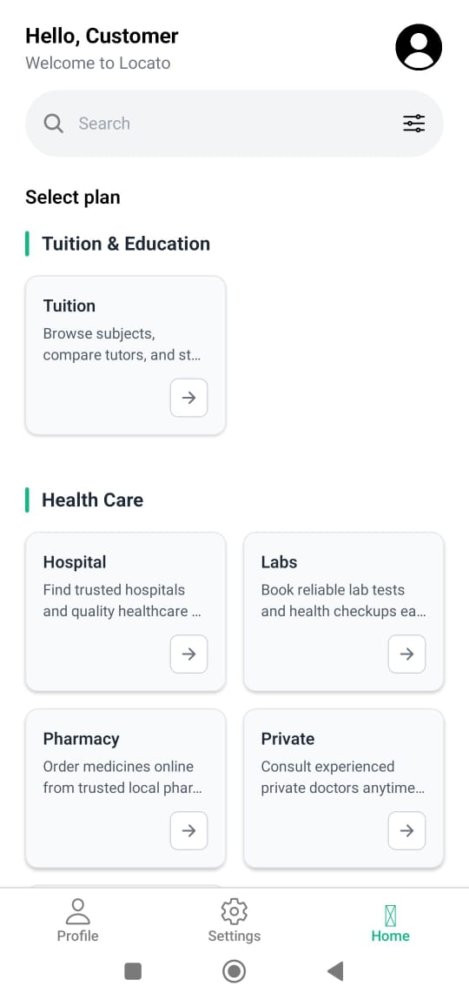 Hello, Customer
Welcome to Locato
Search
Select plan
Tuition & Education
Tuition
Browse subjects,
compare tutors, and st...
Health Care
Hospital
Find trusted hospitals
and quality healthcare ...
Labs
Book reliable lab tests
and health checkups ea...
Pharmacy
Order medicines online
from trusted local phar...
Private
Consult experienced
private doctors anytime...
Profile
Settings
Home